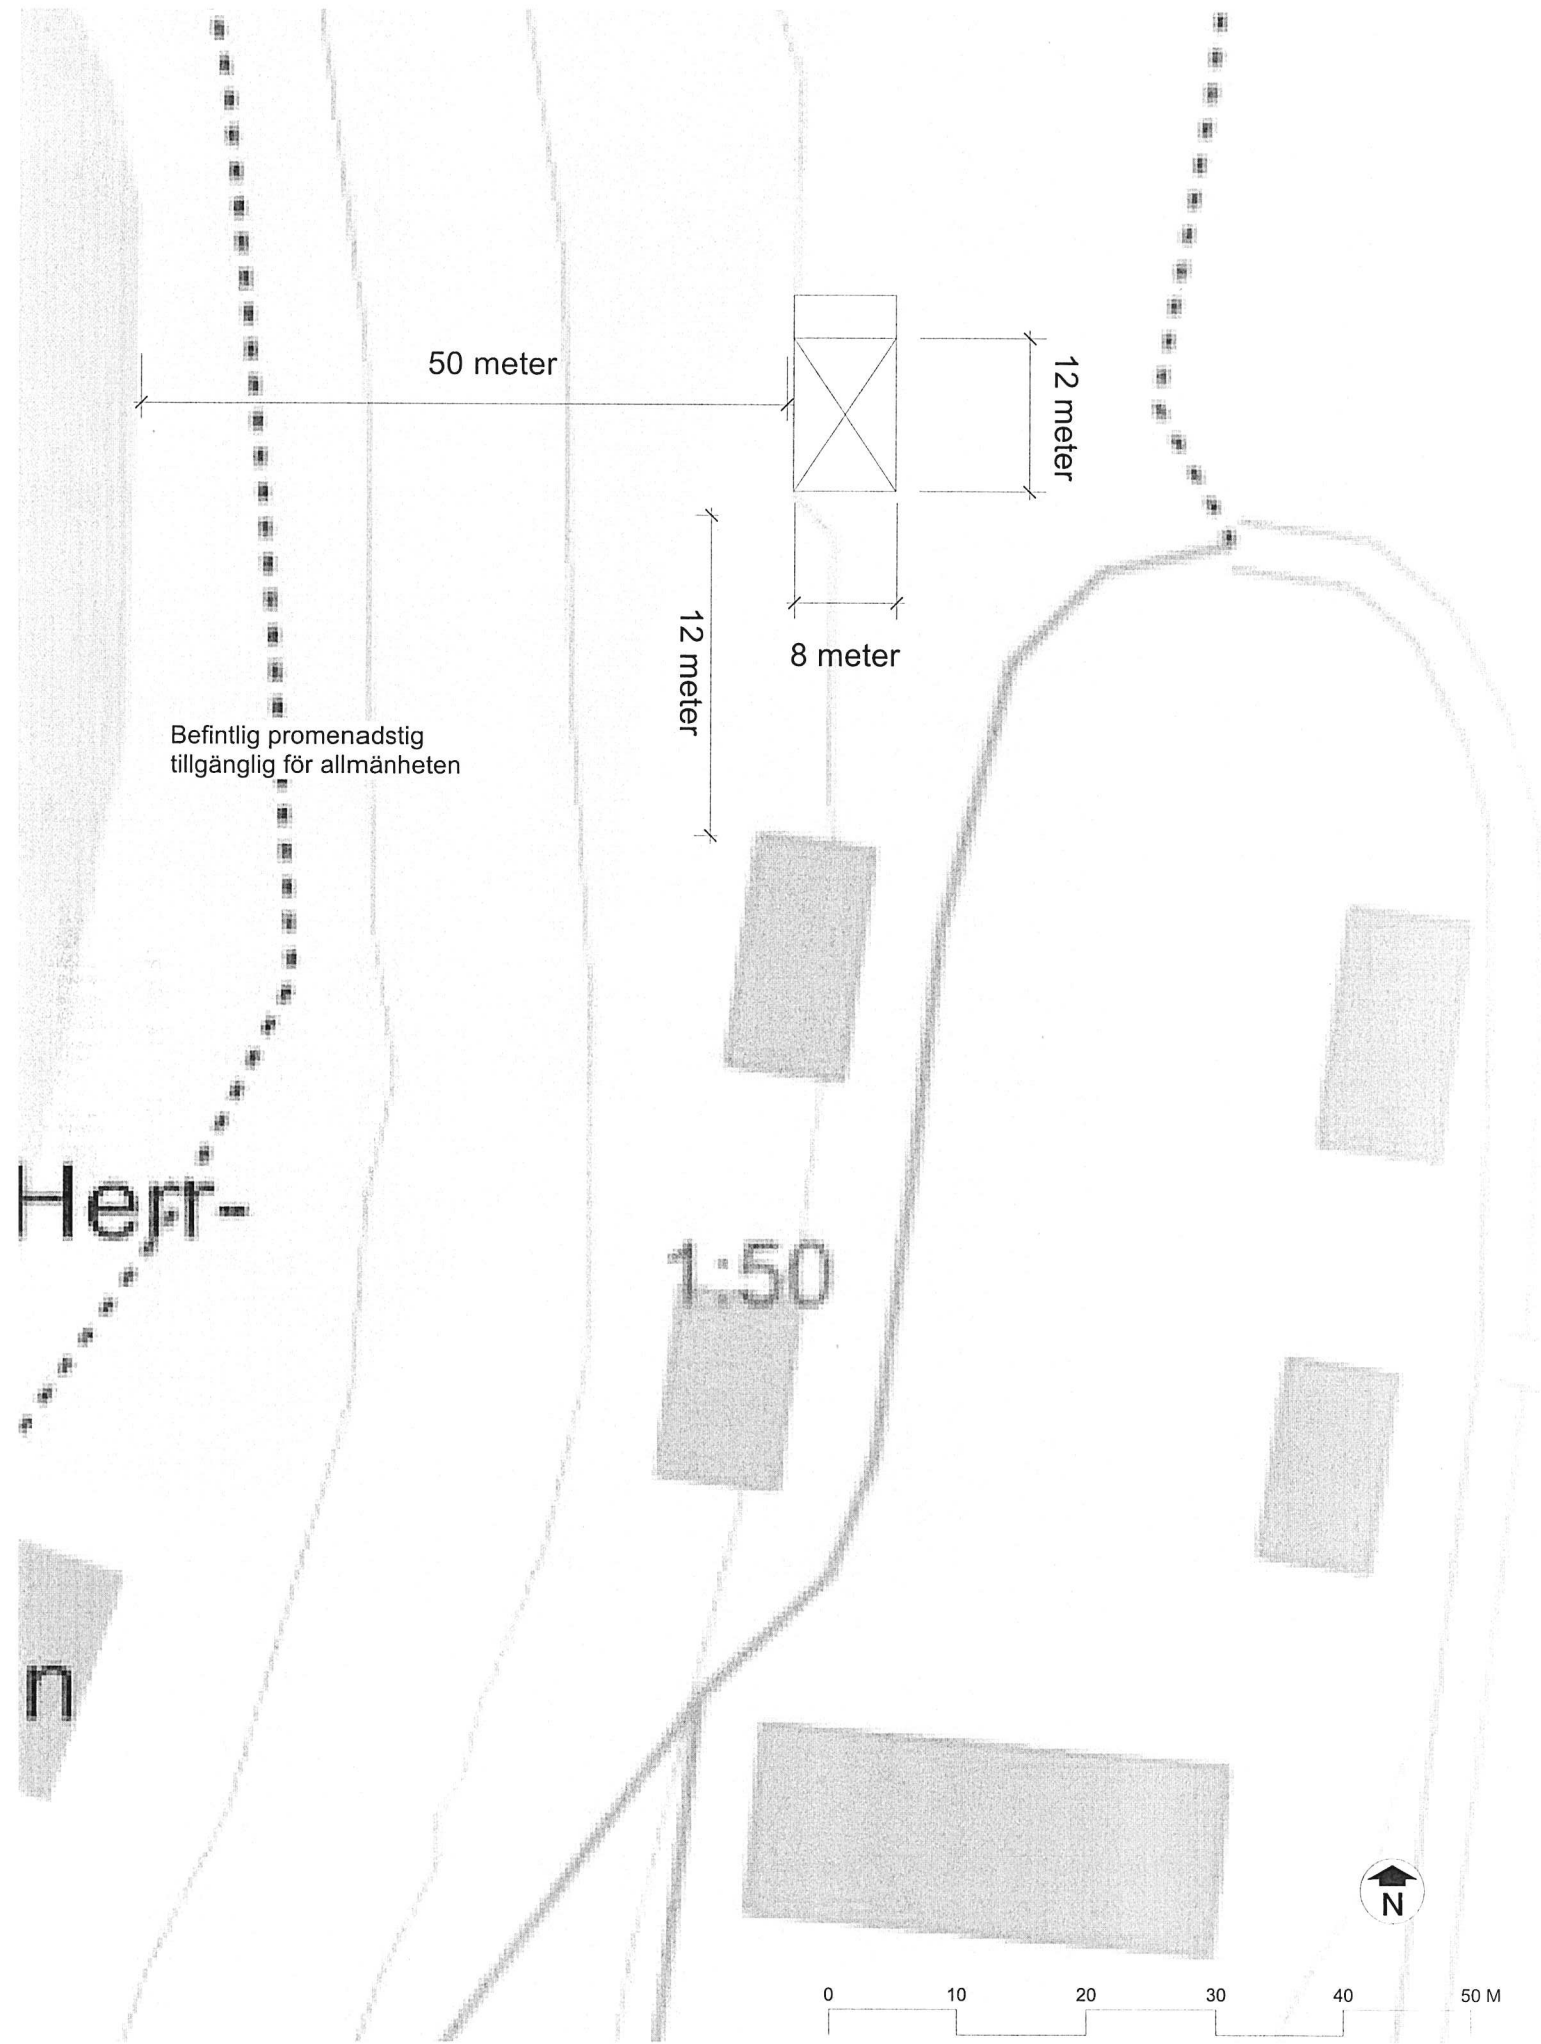 50 meter
12 meter
12 meter
8 meter
Befintlig promenadstig
tillgänglig för allmänheten
Herr-
1:50
n
N
0 10 20 30 40 50 M